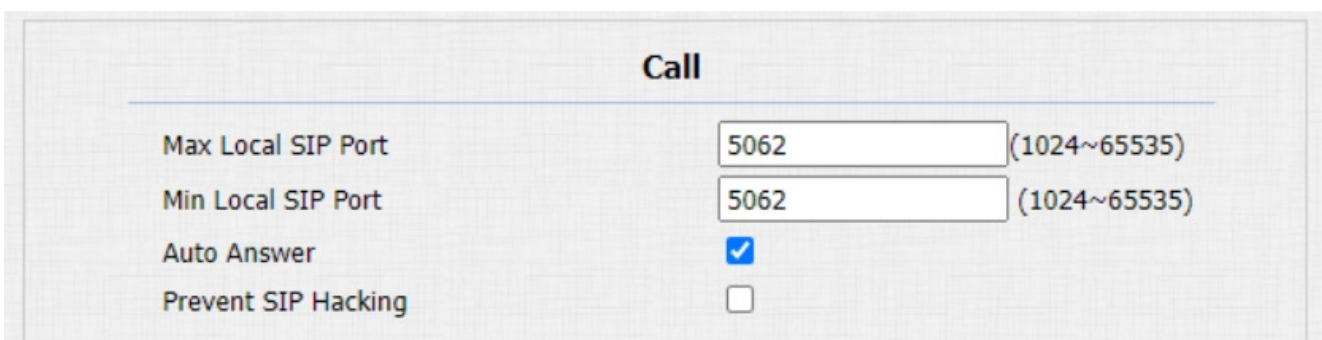 Call
Max Local SIP Port 5062 (1024~65535)
Min Local SIP Port 5062 (1024~65535)
Auto Answer
Prevent SIP Hacking